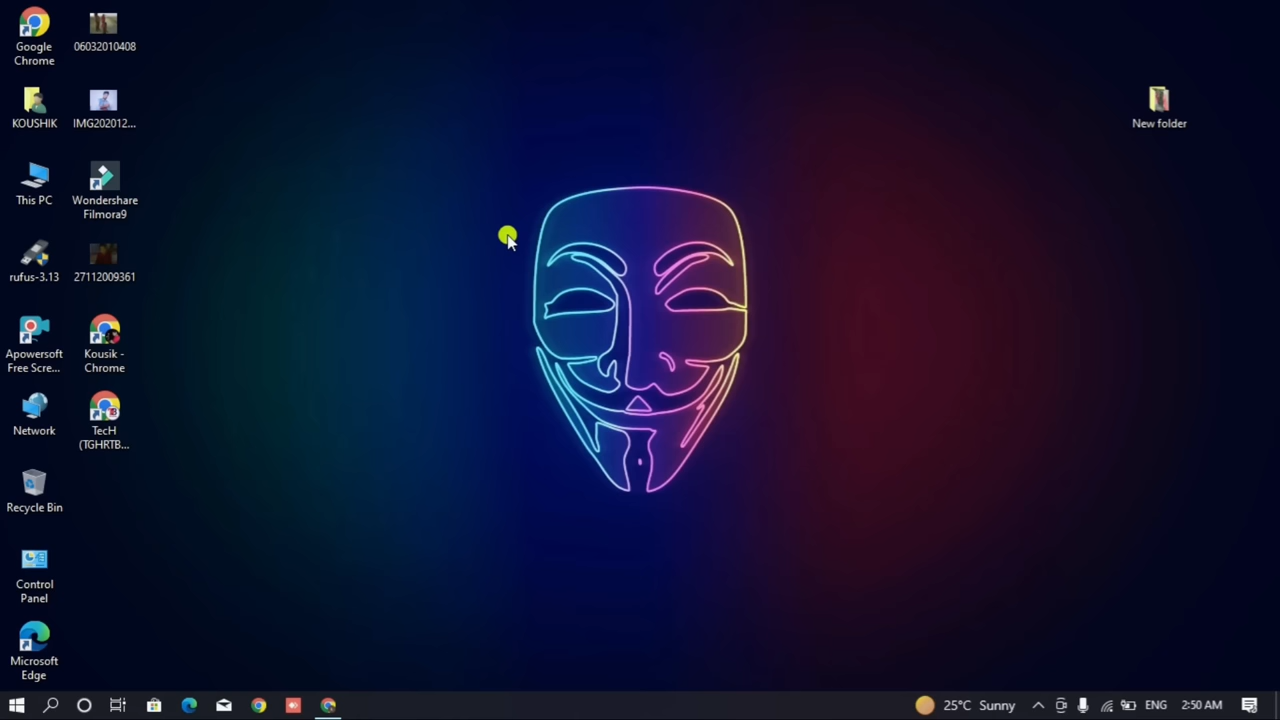 Google
Chrome
06032010408
KOUSHIK
IMG202012...
New folder
This PC
Wondershare
Filmora9
rufus-3.13
27112009361
Apowersoft
Free Scre...
Kousik -
Chrome
Network
TecH
(TGHRTB...
Recycle Bin
Control
Panel
Microsoft
Edge
25°C Sunny
ENG
2:50 AM